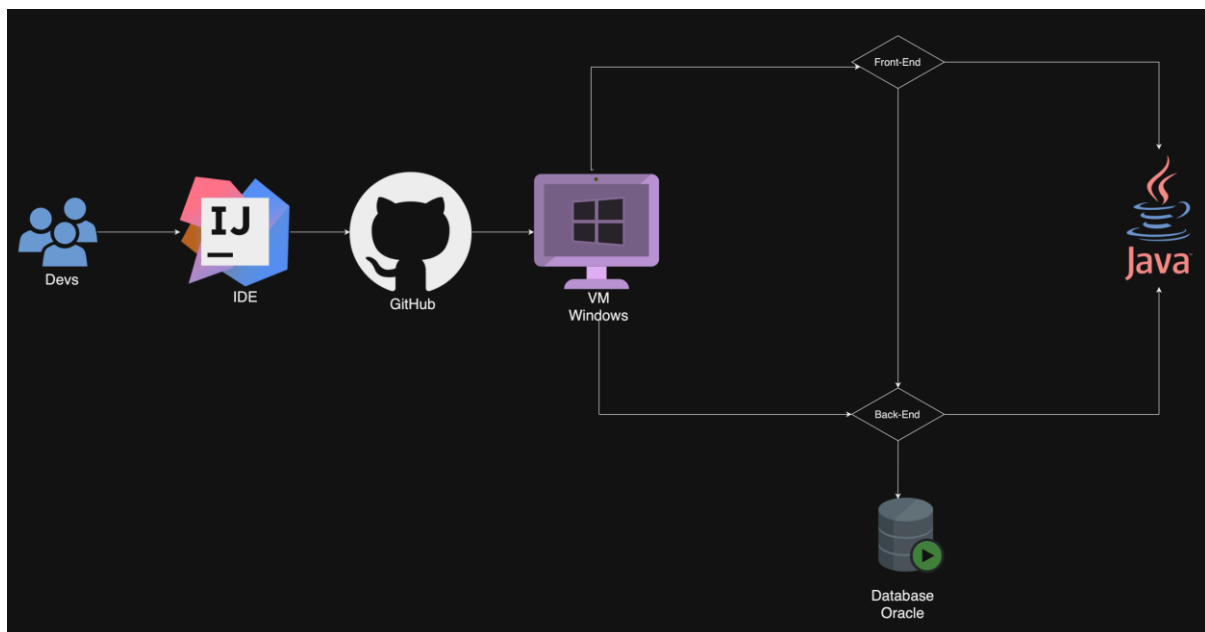 Devs
IJ
IDE
GitHub
VM
Windows
Front-End
Java
Back-End
Database
Oracle